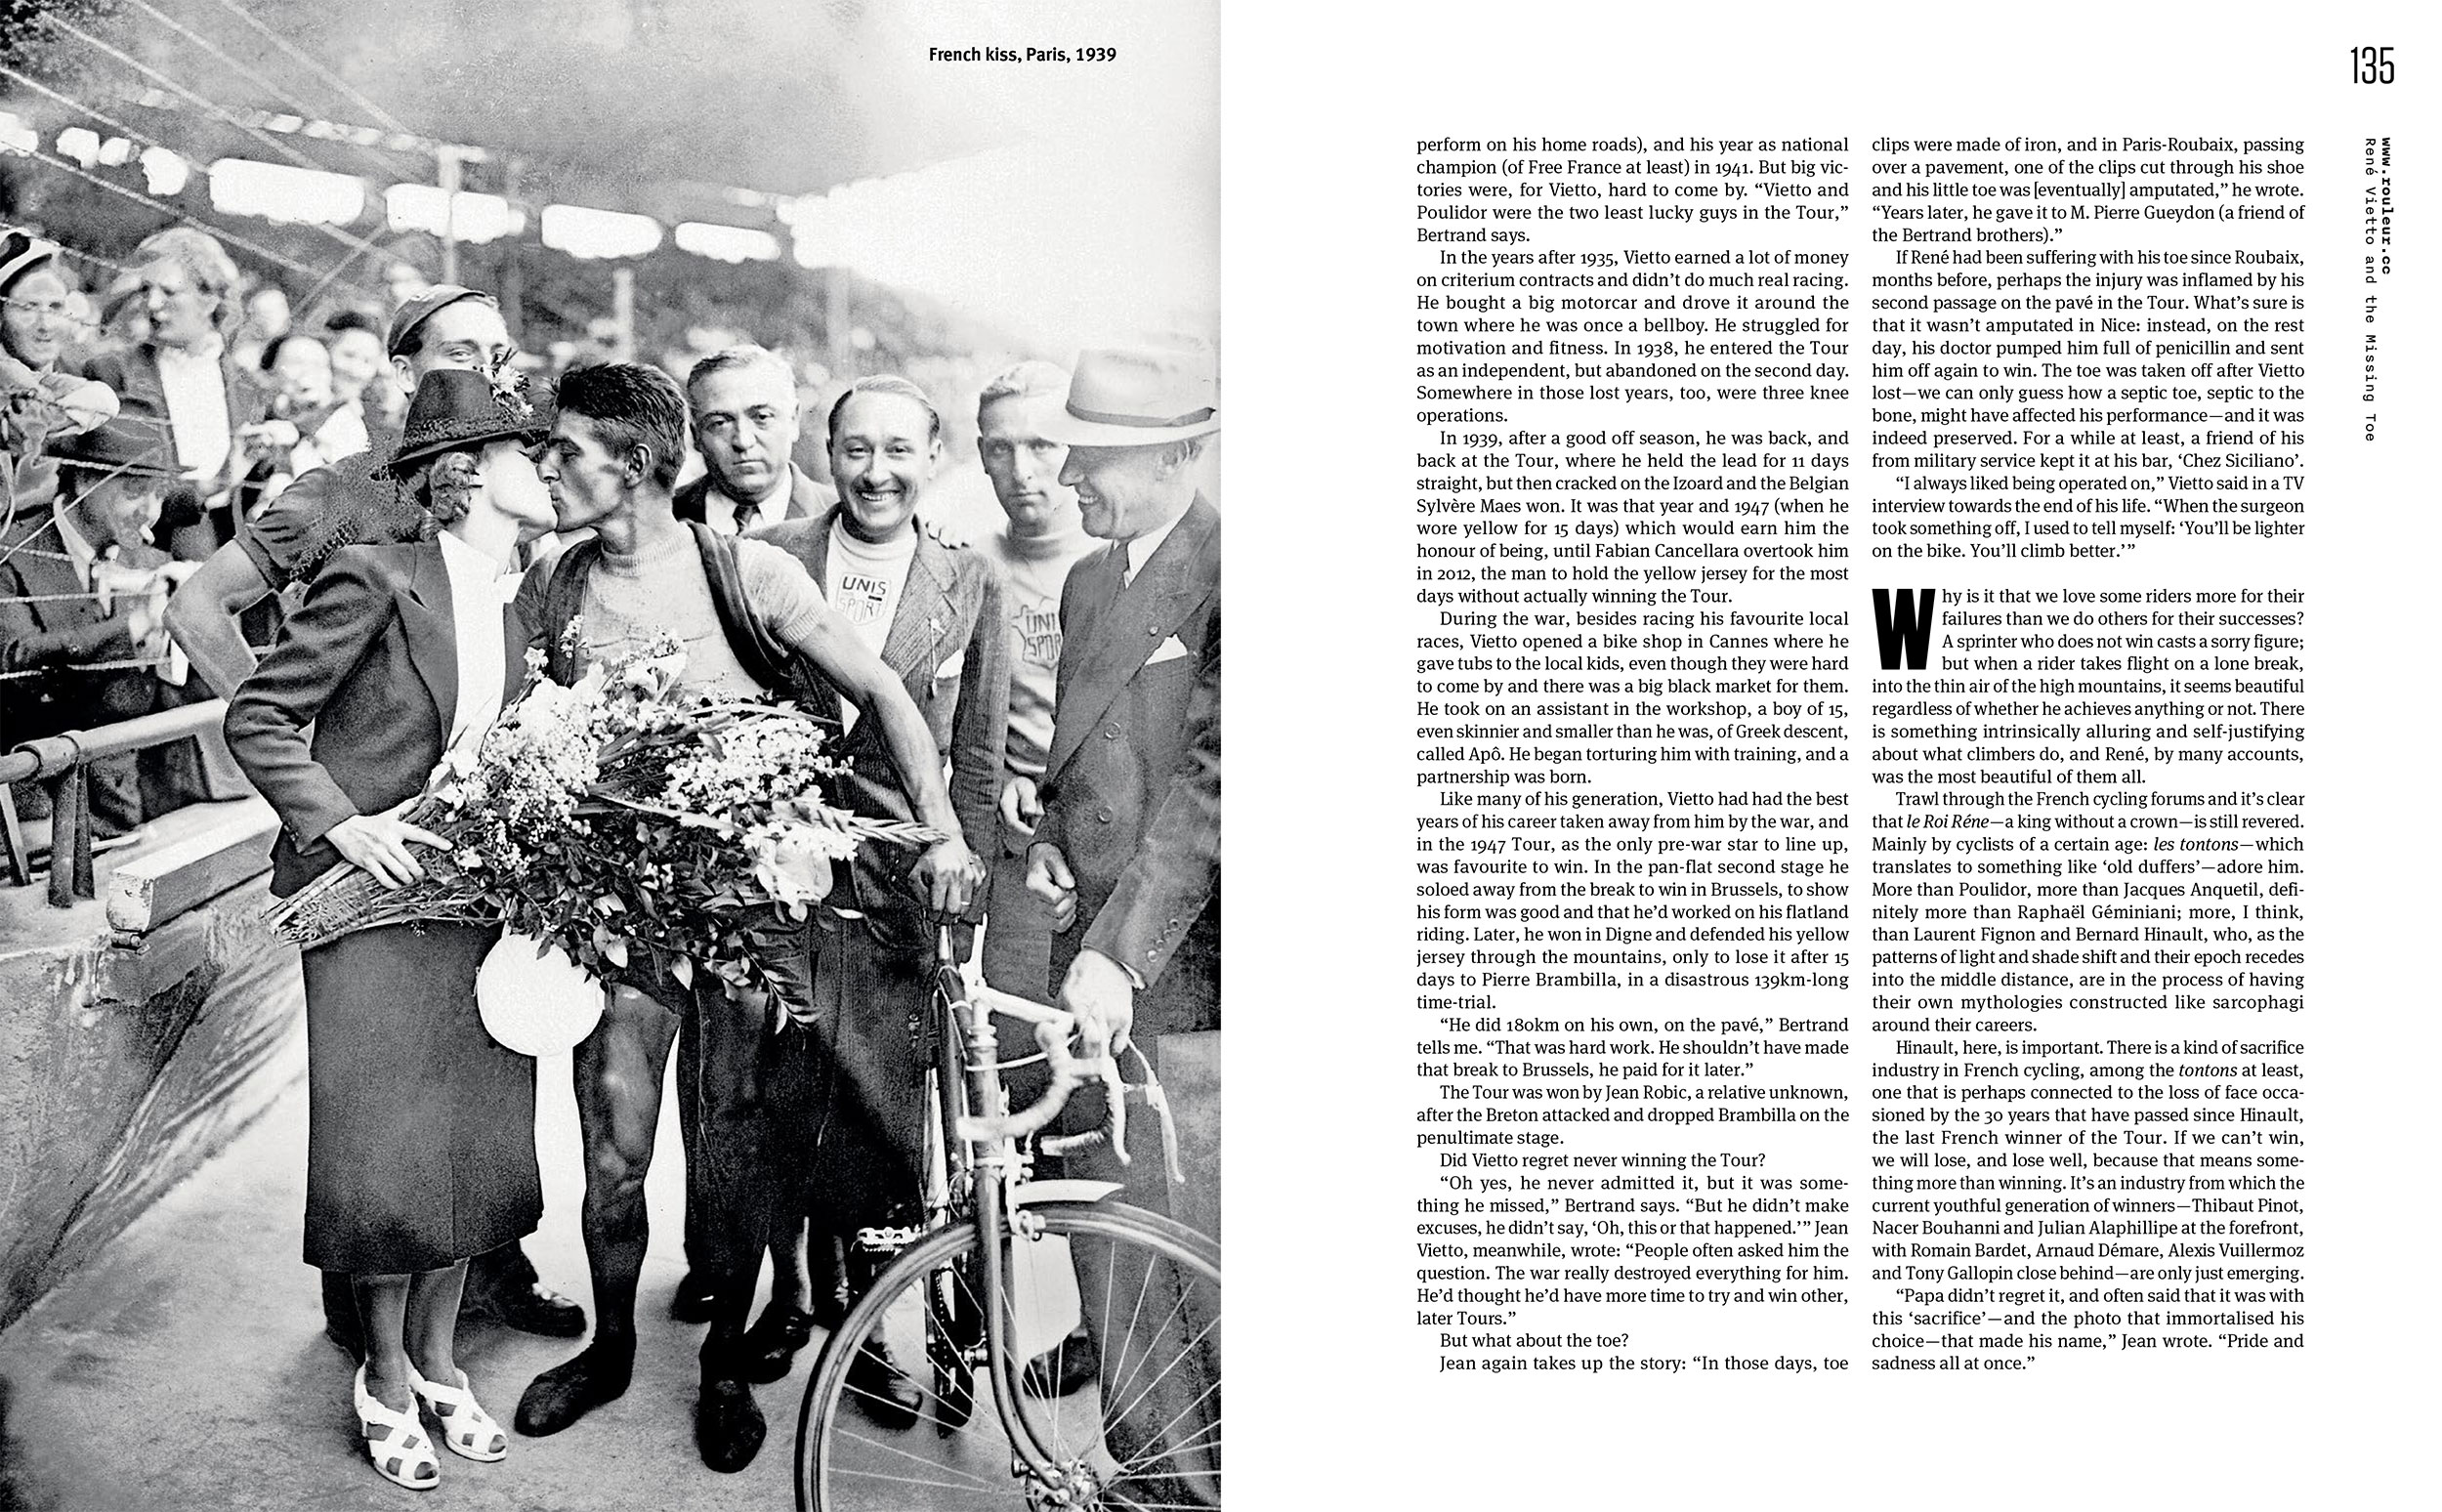 French kiss, Paris, 1939
UNIS
SPORT
UNI
SPOR
135
www.rouleur.cc
René Vietto and the Missing Toe
perform on his home roads), and his year as national
champion (of Free France at least) in 1941. But big vic-
tories were, for Vietto, hard to come by. “Vietto and
Poulidor were the two least lucky guys in the Tour,”
Bertrand says.
In the years after 1935, Vietto earned a lot of money
on criterium contracts and didn’t do much real racing.
He bought a big motorcar and drove it around the
town where he was once a bellboy. He struggled for
motivation and fitness. In 1938, he entered the Tour
as an independent, but abandoned on the second day.
Somewhere in those lost years, too, were three knee
operations.
In 1939, after a good off season, he was back, and
back at the Tour, where he held the lead for 11 days
straight, but then cracked on the Izoard and the Belgian
Sylvère Maes won. It was that year and 1947 (when he
wore yellow for 15 days) which would earn him the
honour of being, until Fabian Cancellara overtook him
in 2012, the man to hold the yellow jersey for the most
days without actually winning the Tour.
During the war, besides racing his favourite local
races, Vietto opened a bike shop in Cannes where he
gave tubs to the local kids, even though they were hard
to come by and there was a big black market for them.
He took on an assistant in the workshop, a boy of 15,
even skinnier and smaller than he was, of Greek descent,
called Apô. He began torturing him with training, and a
partnership was born.
Like many of his generation, Vietto had had the best
years of his career taken away from him by the war, and
in the 1947 Tour, as the only pre-war star to line up,
was favourite to win. In the pan-flat second stage he
soloed away from the break to win in Brussels, to show
his form was good and that he’d worked on his flatland
riding. Later, he won in Digne and defended his yellow
jersey through the mountains, only to lose it after 15
days to Pierre Brambilla, in a disastrous 139km-long
time-trial.
“He did 180km on his own, on the pavé,” Bertrand
tells me. “That was hard work. He shouldn’t have made
that break to Brussels, he paid for it later.”
The Tour was won by Jean Robic, a relative unknown,
after the Breton attacked and dropped Brambilla on the
penultimate stage.
Did Vietto regret never winning the Tour?
“Oh yes, he never admitted it, but it was some-
thing he missed,” Bertrand says. “But he didn’t make
excuses, he didn’t say, ‘Oh, this or that happened.’” Jean
Vietto, meanwhile, wrote: “People often asked him the
question. The war really destroyed everything for him.
He’d thought he’d have more time to try and win other,
later Tours.”
But what about the toe?
Jean again takes up the story: “In those days, toe
clips were made of iron, and in Paris-Roubaix, passing
over a pavement, one of the clips cut through his shoe
and his little toe was [eventually] amputated,” he wrote.
“Years later, he gave it to M. Pierre Gueydon (a friend of
the Bertrand brothers).”
If René had been suffering with his toe since Roubaix,
months before, perhaps the injury was inflamed by his
second passage on the pavé in the Tour. What’s sure is
that it wasn’t amputated in Nice: instead, on the rest
day, his doctor pumped him full of penicillin and sent
him off again to win. The toe was taken off after Vietto
lost—we can only guess how a septic toe, septic to the
bone, might have affected his performance—and it was
indeed preserved. For a while at least, a friend of his
from military service kept it at his bar, ‘Chez Siciliano’.
“I always liked being operated on,” Vietto said in a TV
interview towards the end of his life. “When the surgeon
took something off, I used to tell myself: ‘You’ll be lighter
on the bike. You’ll climb better.’”
Why is it that we love some riders more for their
failures than we do others for their successes?
A sprinter who does not win casts a sorry figure;
but when a rider takes flight on a lone break,
into the thin air of the high mountains, it seems beautiful
regardless of whether he achieves anything or not. There
is something intrinsically alluring and self-justifying
about what climbers do, and René, by many accounts,
was the most beautiful of them all.
Trawl through the French cycling forums and it’s clear
that le Roi Réne—a king without a crown—is still revered.
Mainly by cyclists of a certain age: les tontons—which
translates to something like ‘old duffers’—adore him.
More than Poulidor, more than Jacques Anquetil, defi-
nitely more than Raphaël Géminiani; more, I think,
than Laurent Fignon and Bernard Hinault, who, as the
patterns of light and shade shift and their epoch recedes
into the middle distance, are in the process of having
their own mythologies constructed like sarcophagi
around their careers.
Hinault, here, is important. There is a kind of sacrifice
industry in French cycling, among the tontons at least,
one that is perhaps connected to the loss of face occa-
sioned by the 30 years that have passed since Hinault,
the last French winner of the Tour. If we can’t win,
we will lose, and lose well, because that means some-
thing more than winning. It’s an industry from which the
current youthful generation of winners—Thibaut Pinot,
Nacer Bouhanni and Julian Alaphillipe at the forefront,
with Romain Bardet, Arnaud Démare, Alexis Vuillermoz
and Tony Gallopin close behind—are only just emerging.
“Papa didn’t regret it, and often said that it was with
this ‘sacrifice’—and the photo that immortalised his
choice—that made his name,” Jean wrote. “Pride and
sadness all at once.”